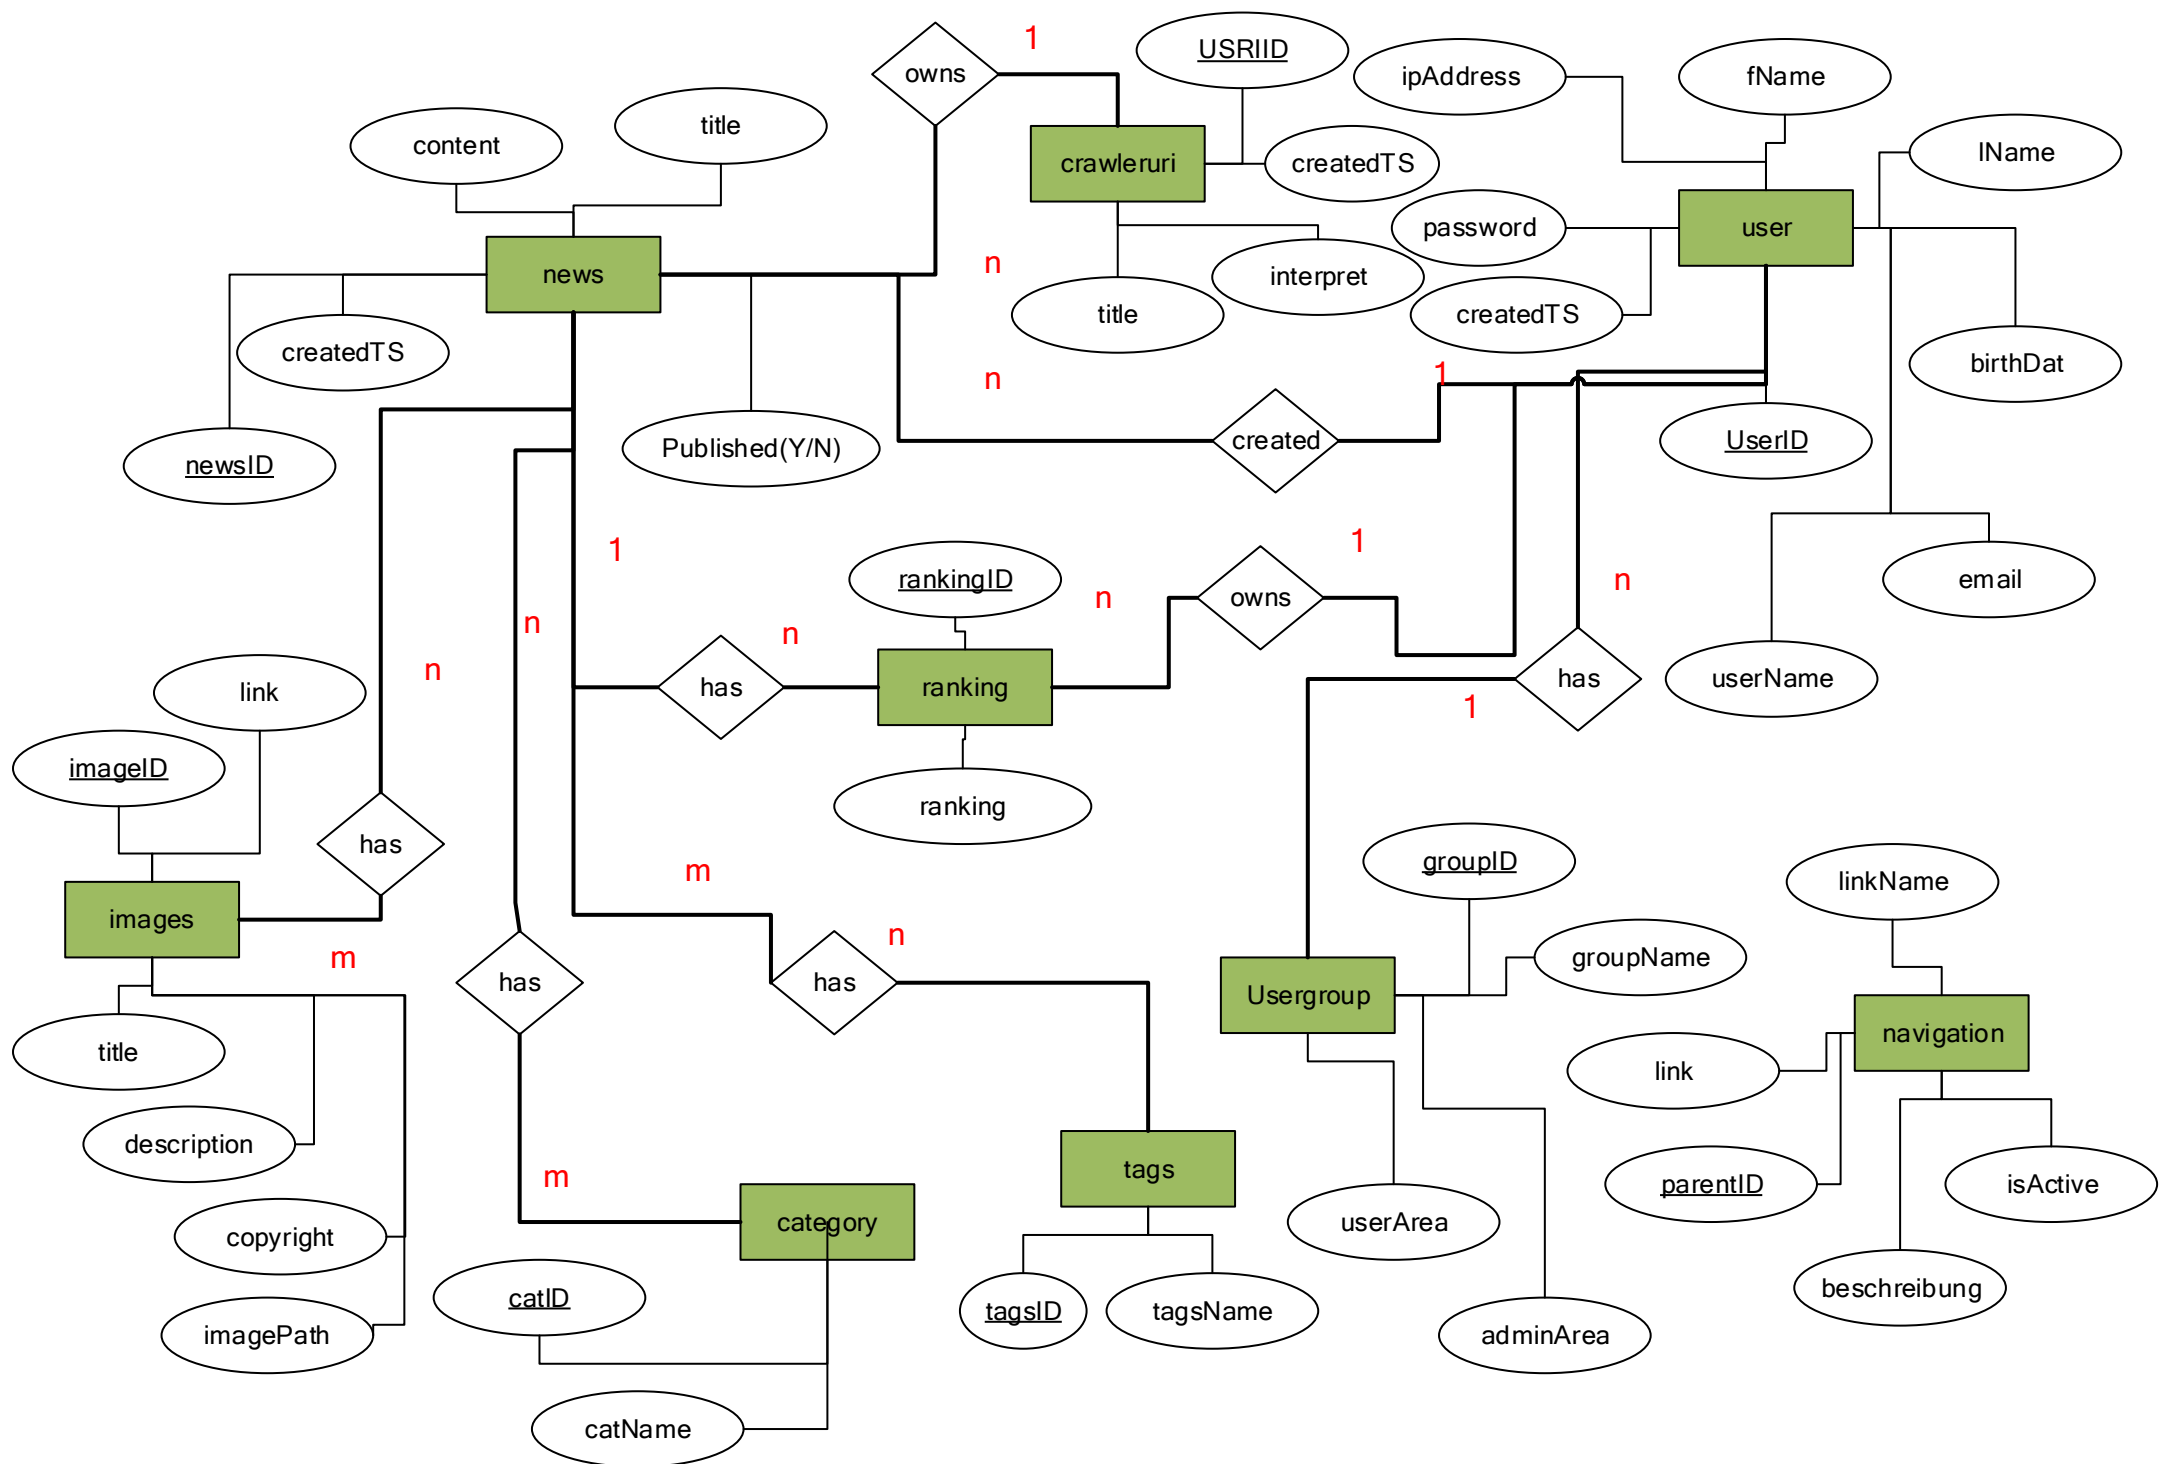 1
USRIID
owns
ipAddress
fName
title
content
lName
createdTS
crawleruri
password
user
n
news
interpret
title
createdTS
createdTS
birthDat
n
1
created
UserID
Published(Y/N)
newsID
1
1
rankingID
n
email
owns
n
n
n
n
has
ranking
has
userName
link
1
imageID
ranking
has
groupID
m
linkName
images
n
m
groupName
has
has
Usergroup
navigation
title
link
description
tags
m
parentID
isActive
category
userArea
copyright
beschreibung
catID
tagsID
tagsName
imagePath
adminArea
catName